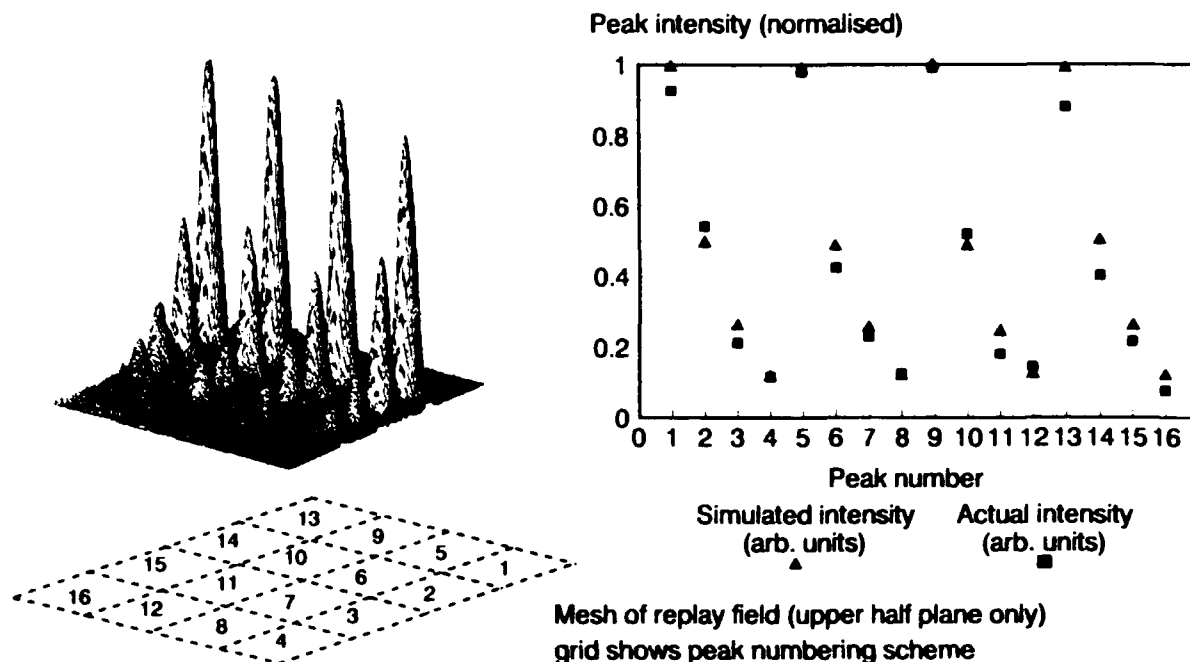 Peak intensity (normalised)
1
0.8
0.6
0.4
0.2
0
0 1 2 3 4 5 6 7 8 9 10 11 12 13 14 15 16
Peak number
Simulated intensity
(arb. units)
Actual intensity
(arb. units)
13
14 9
15 10 5
16 11 6 1
12 7 2
8 3
4
Mesh of replay field (upper half plane only)
grid shows peak numbering scheme